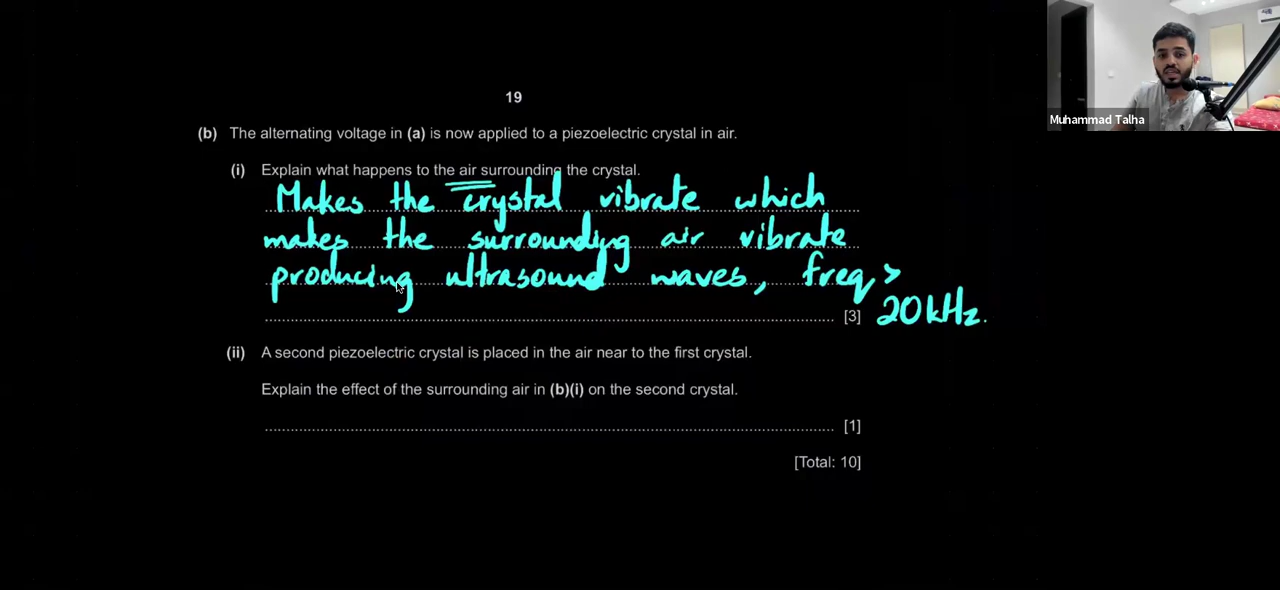 Muhammad Talha
19
(b) The alternating voltage in (a) is now applied to a piezoelectric crystal in air.
(i) Explain what happens to the air surrounding the crystal.
Makes the crystal vibrate which
makes the surrounding air vibrate
producing ultrasound waves, freq >
20kHz.
[3]
(ii) A second piezoelectric crystal is placed in the air near to the first crystal.
Explain the effect of the surrounding air in (b)(i) on the second crystal.
[1]
[Total: 10]